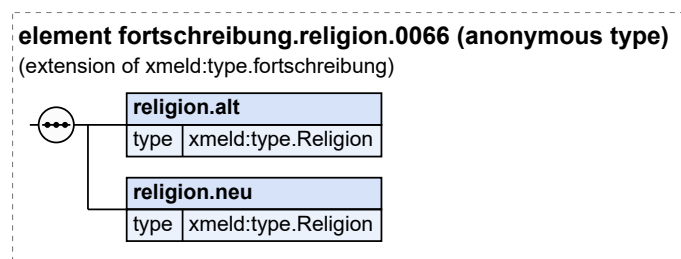 element fortschreibung.religion.0066 (anonymous type)
(extension of xmeld:type.fortschreibung)
religion.alt
type xmeld:type.Religion
religion.neu
type xmeld:type.Religion